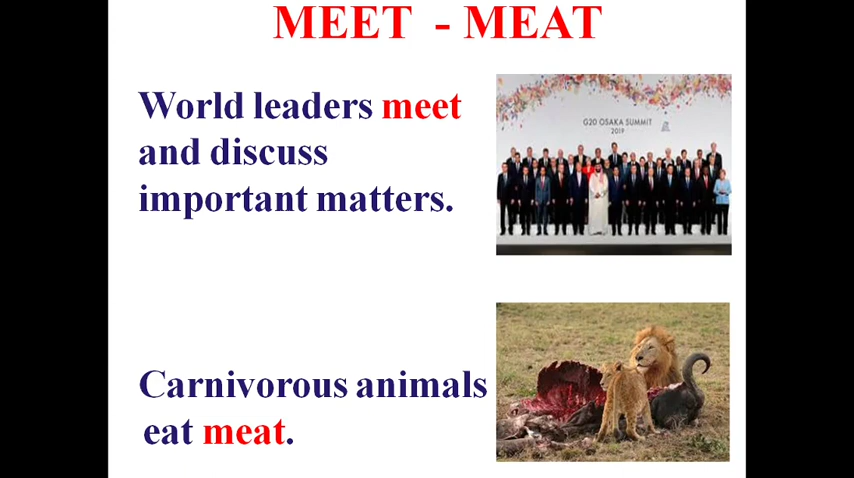 MEET - MEAT
World leaders meet
and discuss
important matters.
G20 OSAKA SUMMIT
2019
Carnivorous animals
eat meat.